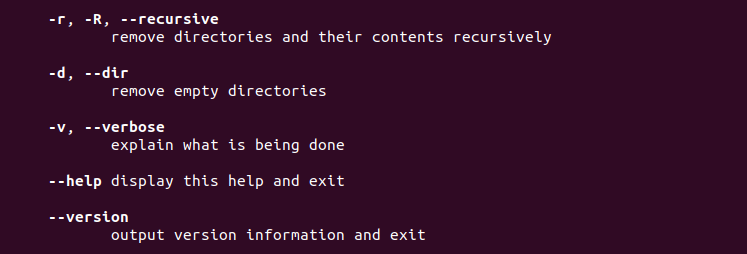 -r, -R, --recursive
remove directories and their contents recursively
-d, --dir
remove empty directories
-v, --verbose
explain what is being done
--help display this help and exit
--version
output version information and exit